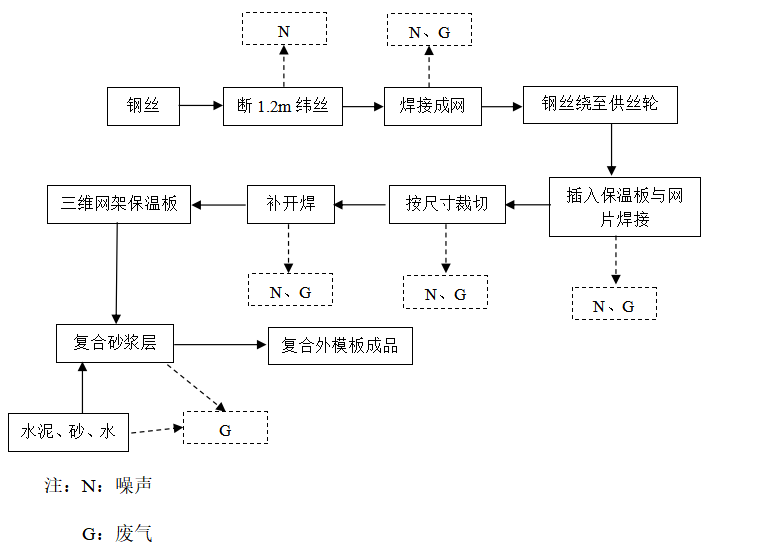 N
N、G
钢丝
断1.2m纬丝
焊接成网
钢丝绕至供丝轮
三维网架保温板
补开焊
按尺寸裁切
插入保温板与网
片焊接
N、G
N、G
N、G
复合砂浆层
复合外模板成品
水泥、砂、水
G
注：N：噪声
G：废气